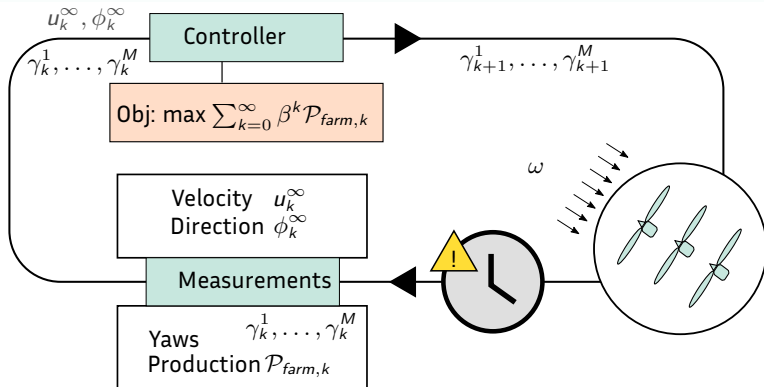 u_k^∞, ϕ_k^∞
γ_k^1, . . . , γ_k^M
Controller
γ_{k+1}^1, . . . , γ_{k+1}^M
Obj: max ∑_{k=0}^∞ β^k 𝒫_{farm,k}
ω
Velocity u_k^∞
Direction ϕ_k^∞
!
Measurements
Yaws γ_k^1, . . . , γ_k^M
Production 𝒫_{farm,k}